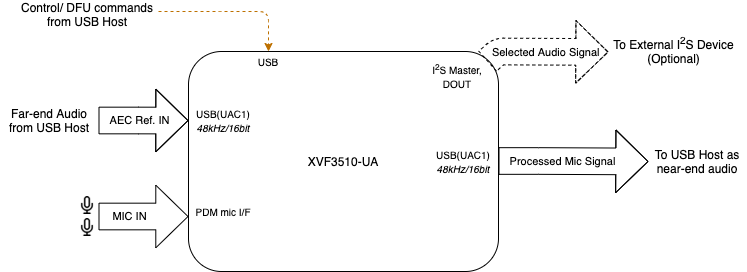 Control/ DFU commands
from USB Host
USB
I²S Master,
DOUT
Selected Audio Signal
To External I²S Device
(Optional)
Far-end Audio
from USB Host
AEC Ref. IN
USB(UAC1)
48kHz/16bit
XVF3510-UA
USB(UAC1)
48kHz/16bit
Processed Mic Signal
To USB Host as
near-end audio
MIC IN
PDM mic I/F